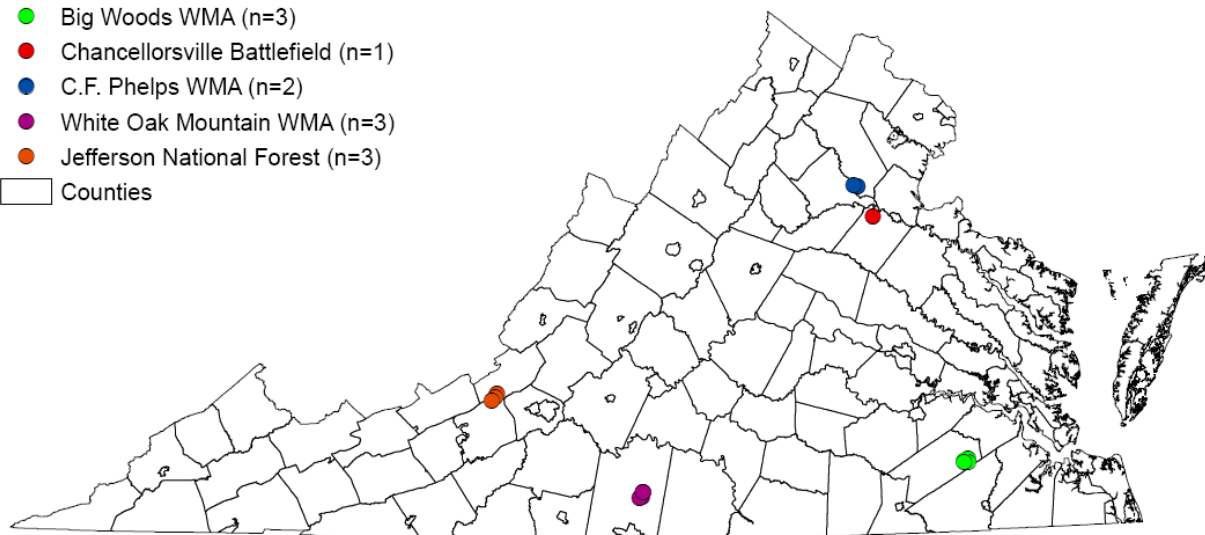 Big Woods WMA (n=3)
Chancellorsville Battlefield (n=1)
C.F. Phelps WMA (n=2)
White Oak Mountain WMA (n=3)
Jefferson National Forest (n=3)
Counties